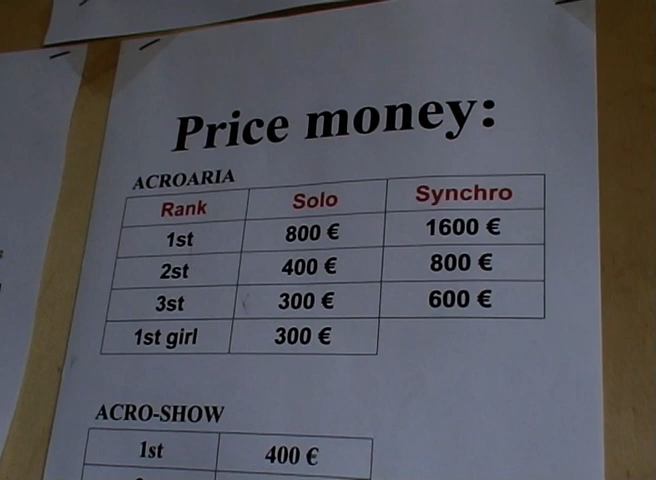 Price money:
ACROARIA
Rank Solo Synchro
1st 800 € 1600 €
2st 400 € 800 €
3st 300 € 600 €
1st girl 300 €
ACRO-SHOW
1st 400 €